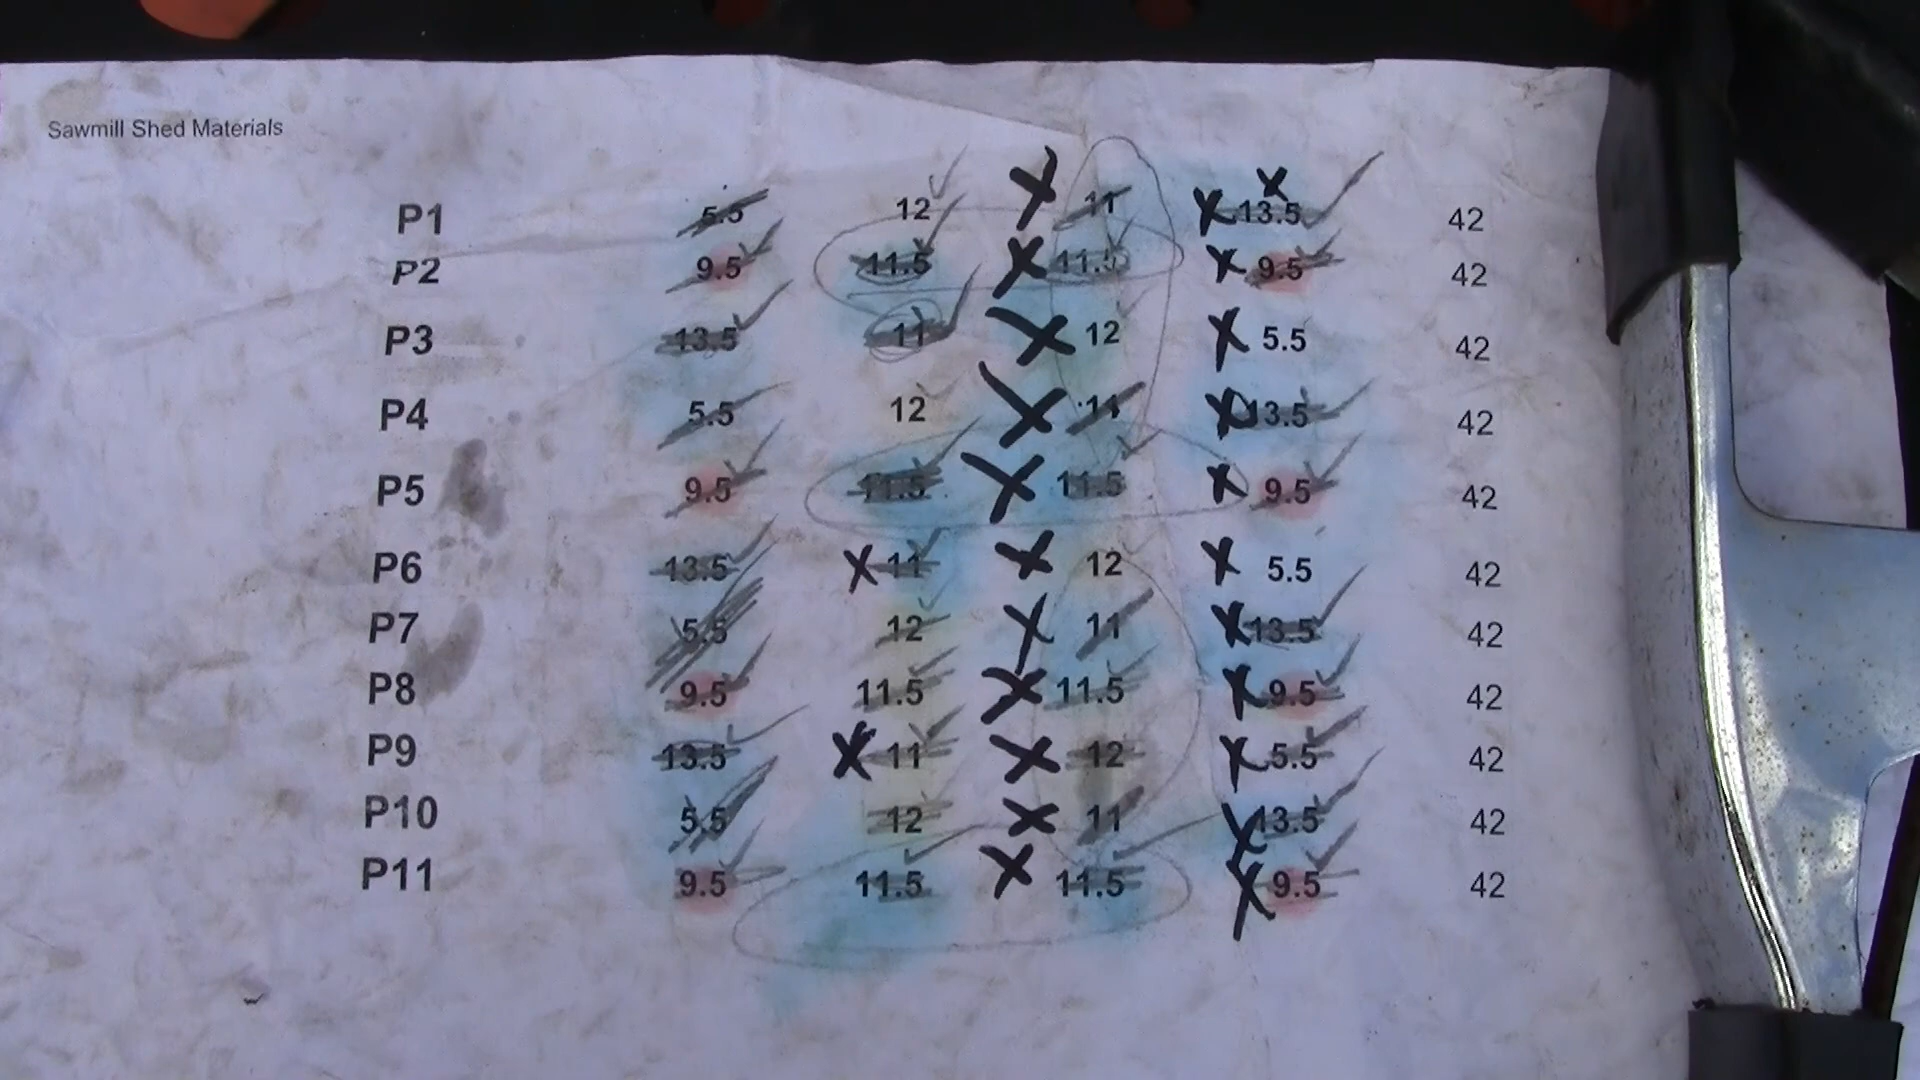 Sawmill Shed Materials
P1 5.5 12 11 13.5 42
P2 9.5 11.5 11.5 9.5 42
P3 13.5 11 12 5.5 42
P4 5.5 12 11 13.5 42
P5 9.5 11.5 11.5 9.5 42
P6 13.5 11 12 5.5 42
P7 5.5 12 11 13.5 42
P8 9.5 11.5 11.5 9.5 42
P9 13.5 11 12 5.5 42
P10 5.5 12 11 13.5 42
P11 9.5 11.5 11.5 9.5 42